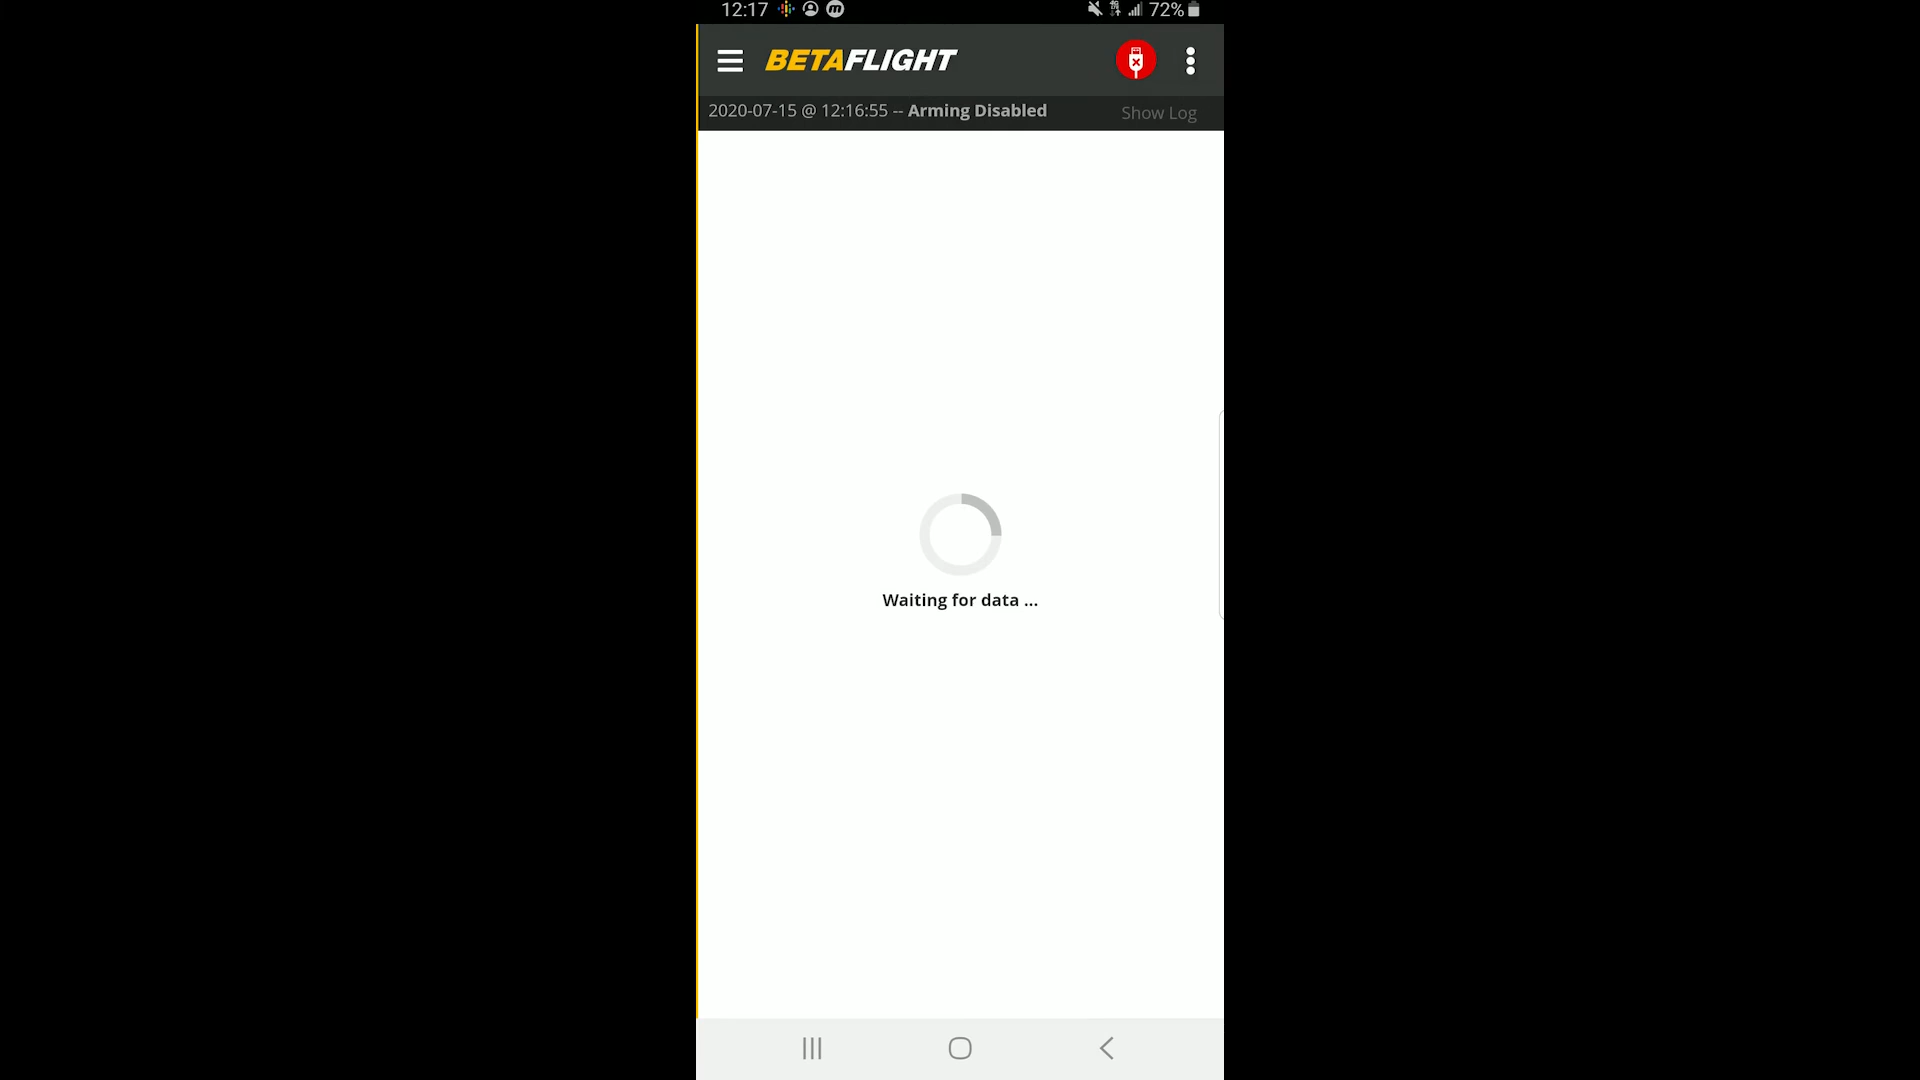 12:17 72%
BETAFLIGHT
2020-07-15 @ 12:16:55 -- Arming Disabled Show Log
Waiting for data ...